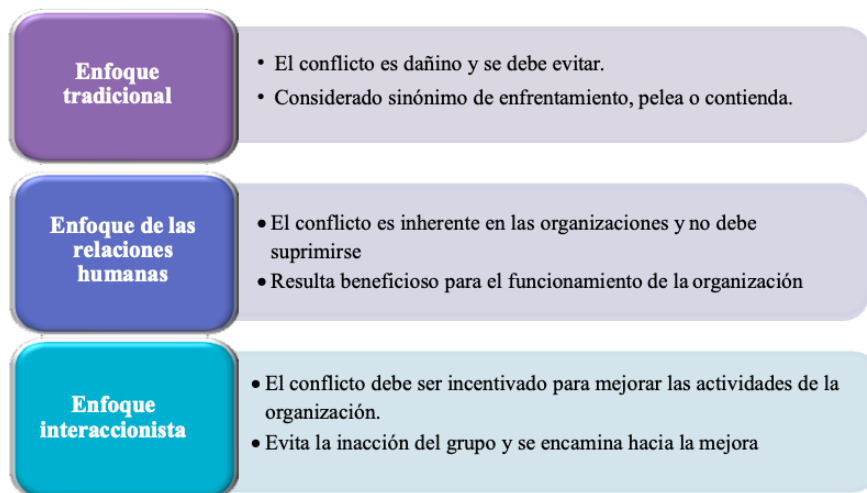 Enfoque
tradicional
• El conflicto es dañino y se debe evitar.
• Considerado sinónimo de enfrentamiento, pelea o contienda.
Enfoque de las
relaciones
humanas
• El conflicto es inherente en las organizaciones y no debe
suprimirse
• Resulta beneficioso para el funcionamiento de la organización
Enfoque
interaccionista
• El conflicto debe ser incentivado para mejorar las actividades de la
organización.
• Evita la inacción del grupo y se encamina hacia la mejora